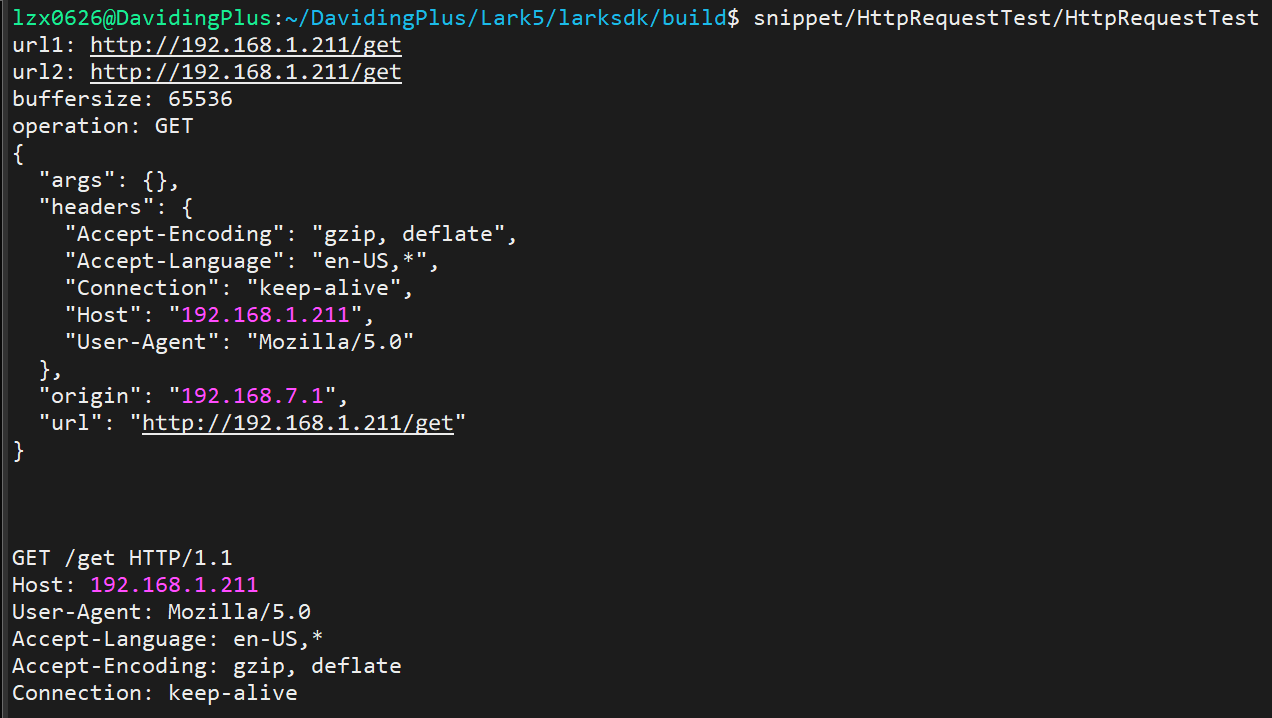 lzx0626@DavidingPlus:~/DavidingPlus/Lark5/larksdk/build$ snippet/HttpRequestTest/HttpRequestTest
url1: http://192.168.1.211/get
url2: http://192.168.1.211/get
buffersize: 65536
operation: GET
{
  "args": {},
  "headers": {
    "Accept-Encoding": "gzip, deflate",
    "Accept-Language": "en-US,*",
    "Connection": "keep-alive",
    "Host": "192.168.1.211",
    "User-Agent": "Mozilla/5.0"
  },
  "origin": "192.168.7.1",
  "url": "http://192.168.1.211/get"
}
GET /get HTTP/1.1
Host: 192.168.1.211
User-Agent: Mozilla/5.0
Accept-Language: en-US,*
Accept-Encoding: gzip, deflate
Connection: keep-alive